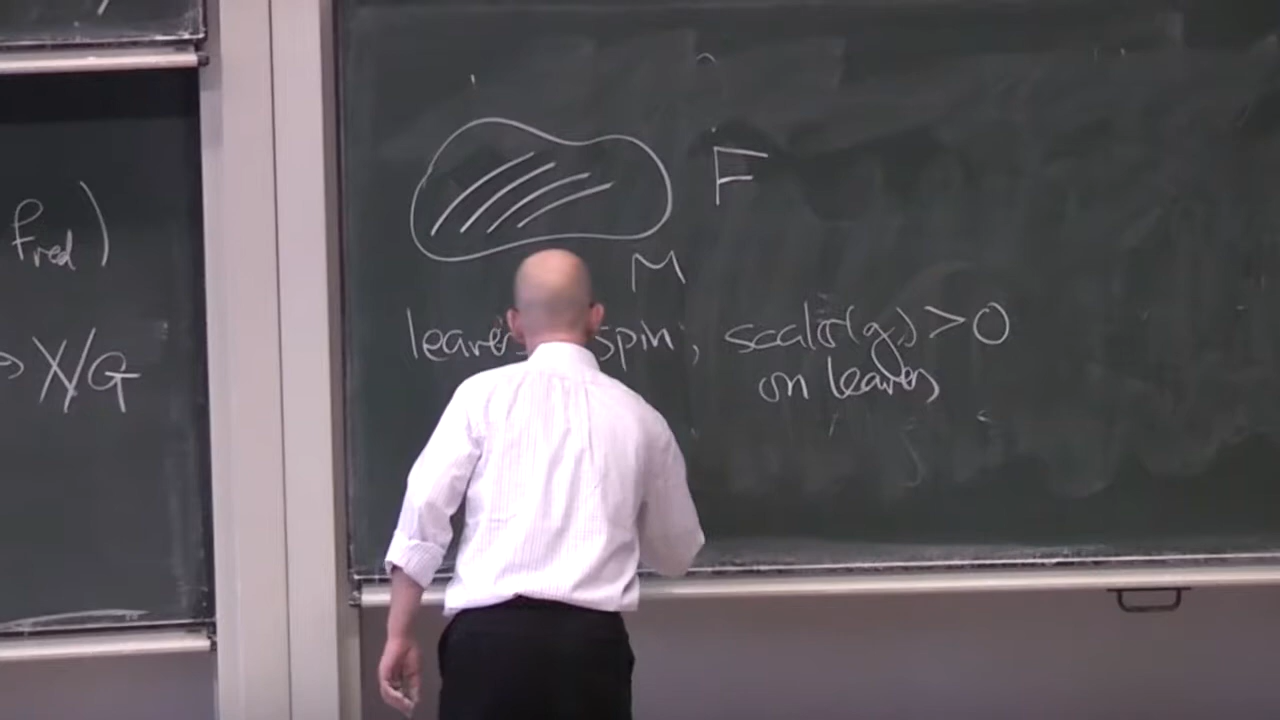 f_red)
X/G
F
M
leaves spin, scalar(g) > 0
on leaves